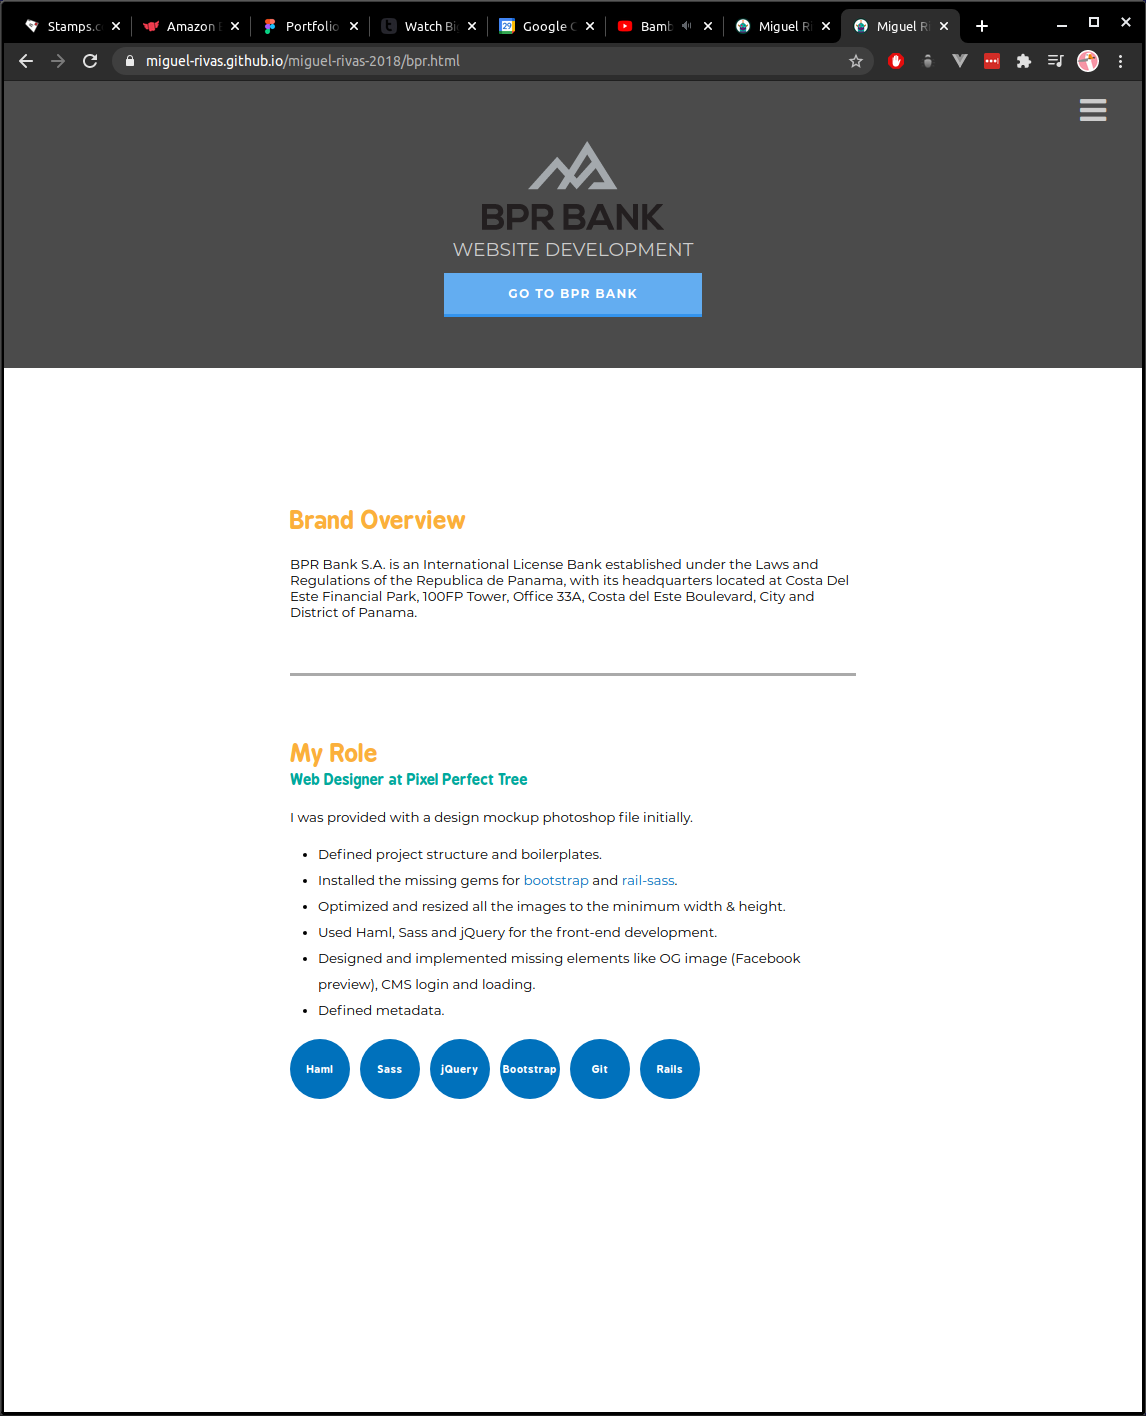 Stamps.c
Amazon
Portfolio
Watch Bi
Google C
Bamb
Miguel Ri
Miguel Ri
miguel-rivas.github.io/miguel-rivas-2018/bpr.html
BPR BANK
WEBSITE DEVELOPMENT
GO TO BPR BANK
Brand Overview
BPR Bank S.A. is an International License Bank established under the Laws and
Regulations of the Republica de Panama, with its headquarters located at Costa Del
Este Financial Park, 100FP Tower, Office 33A, Costa del Este Boulevard, City and
District of Panama.
My Role
Web Designer at Pixel Perfect Tree
I was provided with a design mockup photoshop file initially.
• Defined project structure and boilerplates.
• Installed the missing gems for bootstrap and rail-sass.
• Optimized and resized all the images to the minimum width & height.
• Used Haml, Sass and jQuery for the front-end development.
• Designed and implemented missing elements like OG image (Facebook
preview), CMS login and loading.
• Defined metadata.
Haml
Sass
jQuery
Bootstrap
Git
Rails